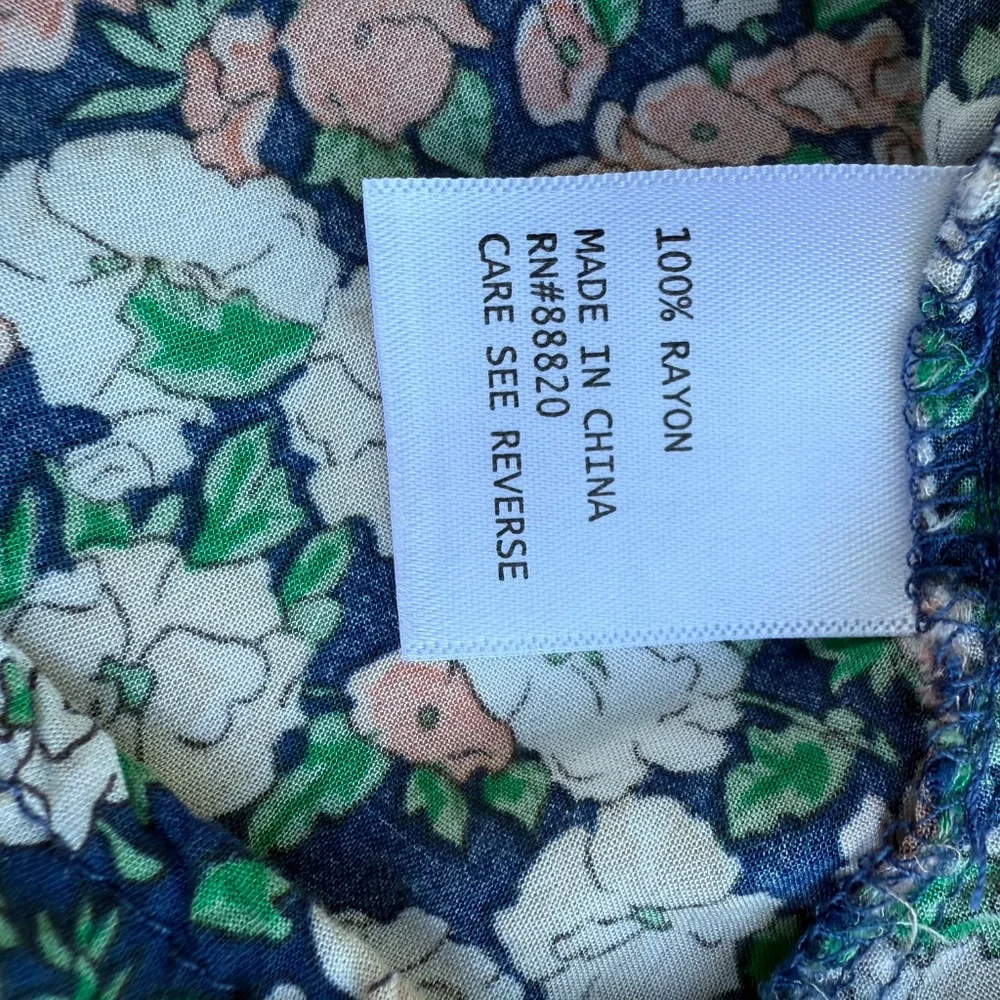 100% RAYON
MADE IN CHINA
RN#88820
CARE SEE REVERSE